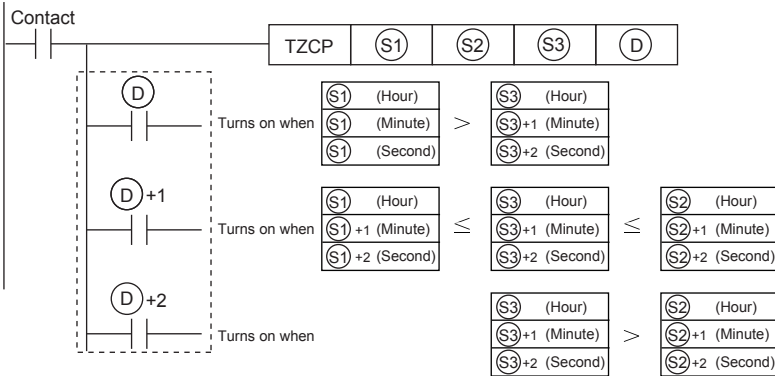 Contact
TZCP S1 S2 S3 D
D
S1 (Hour) S3 (Hour)
Turns on when S1 (Minute) > S3+1 (Minute)
S1 (Second) S3+2 (Second)
D+1
S1 (Hour) S3 (Hour) S2 (Hour)
Turns on when S1+1 (Minute) ≤ S3+1 (Minute) ≤ S2+1 (Minute)
S1+2 (Second) S3+2 (Second) S2+2 (Second)
D+2
S3 (Hour) S2 (Hour)
Turns on when S3+1 (Minute) > S2+1 (Minute)
S3+2 (Second) S2+2 (Second)